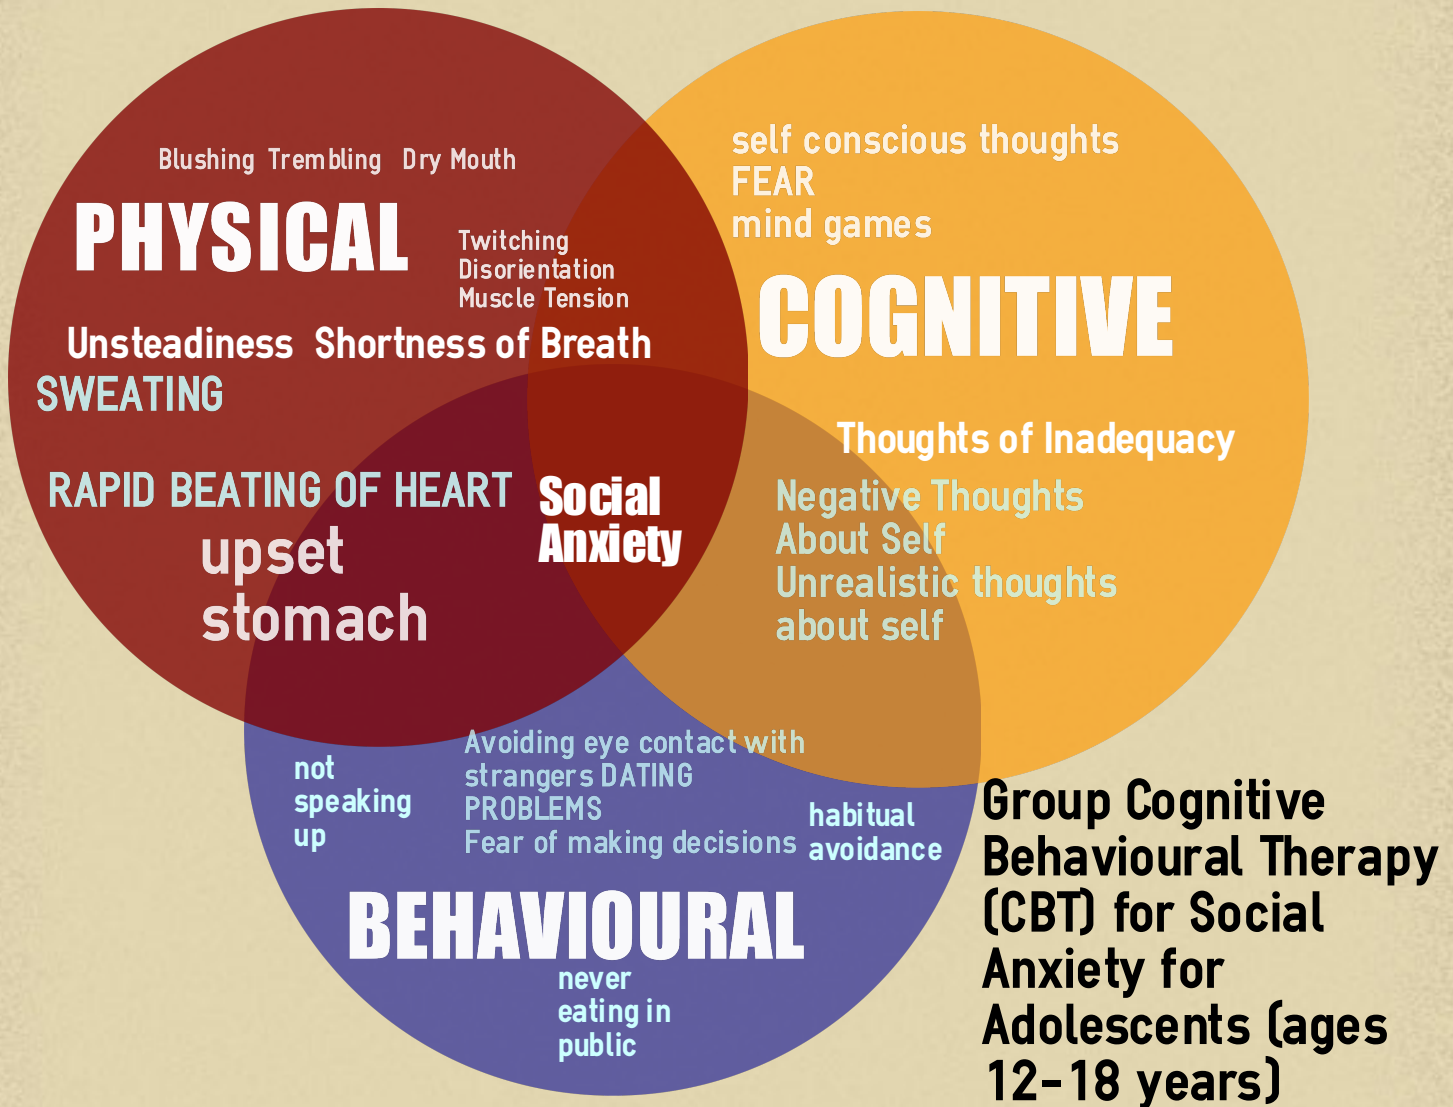 Blushing Trembling Dry Mouth
PHYSICAL
Twitching
Disorientation
Muscle Tension
Unsteadiness Shortness of Breath
SWEATING
RAPID BEATING OF HEART
upset
stomach
self conscious thoughts
FEAR
mind games
COGNITIVE
Thoughts of Inadequacy
Negative Thoughts
About Self
Unrealistic thoughts
about self
Social
Anxiety
not
speaking
up
Avoiding eye contact with
strangers DATING
PROBLEMS
Fear of making decisions
habitual
avoidance
BEHAVIOURAL
never
eating in
public
Group Cognitive
Behavioural Therapy
(CBT) for Social
Anxiety for
Adolescents (ages
12-18 years)